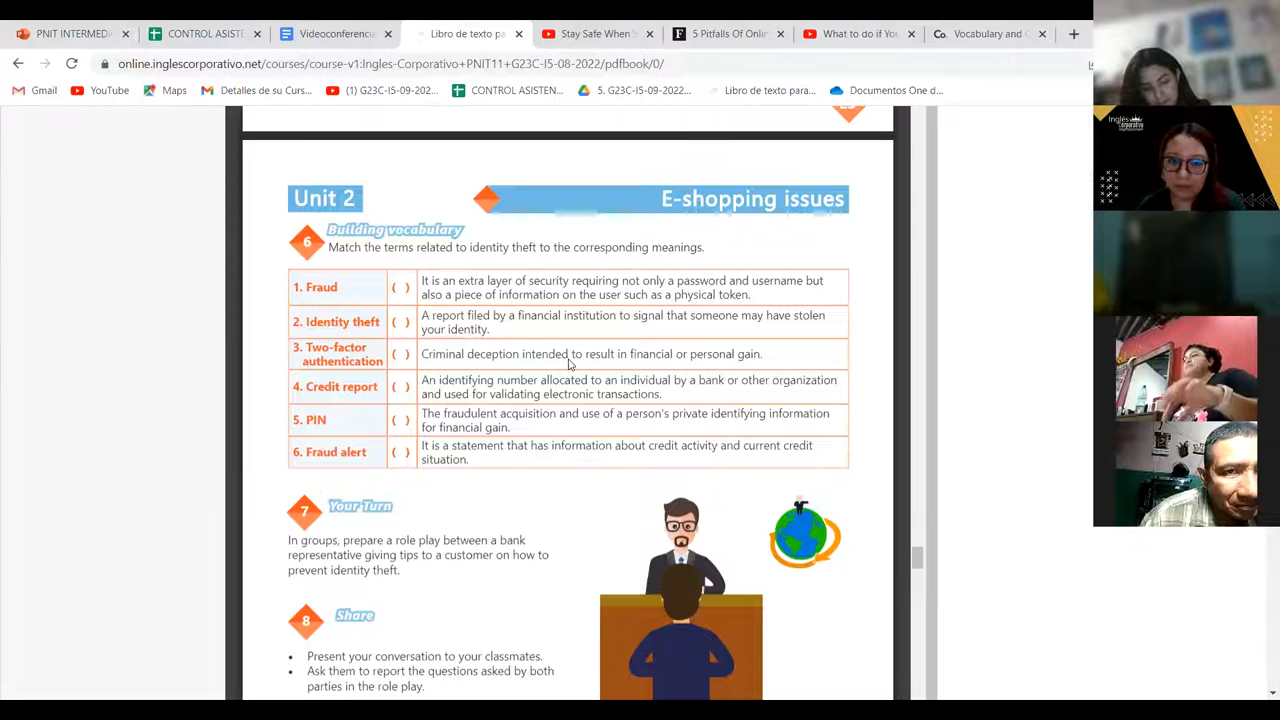 PNIT INTERMEDI
CONTROL ASISTE
Videoconferencia
Libro de texto pa
Stay Safe When S
5 Pitfalls Of Onlin
What to do if You
Vocabulary and G
online.inglescorporativo.net/courses/course-v1:Ingles-Corporativo+PNIT11+G23C-I5-08-2022/pdfbook/0/
Gmail
YouTube
Maps
Detalles de su Curs...
(1) G23C-I5-09-202...
CONTROL ASISTEN...
5. G23C-I5-09-2022...
Libro de texto para...
Documentos One d...
Inglés
Corporativo
Unit 2
E-shopping issues
6
Building vocabulary
Match the terms related to identity theft to the corresponding meanings.
1. Fraud ( ) It is an extra layer of security requiring not only a password and username but
also a piece of information on the user such as a physical token.
2. Identity theft ( ) A report filed by a financial institution to signal that someone may have stolen
your identity.
3. Two-factor
authentication ( ) Criminal deception intended to result in financial or personal gain.
4. Credit report ( ) An identifying number allocated to an individual by a bank or other organization
and used for validating electronic transactions.
5. PIN ( ) The fraudulent acquisition and use of a person's private identifying information
for financial gain.
6. Fraud alert ( ) It is a statement that has information about credit activity and current credit
situation.
7
Your Turn
In groups, prepare a role play between a bank
representative giving tips to a customer on how to
prevent identity theft.
8
Share
• Present your conversation to your classmates.
• Ask them to report the questions asked by both
parties in the role play.